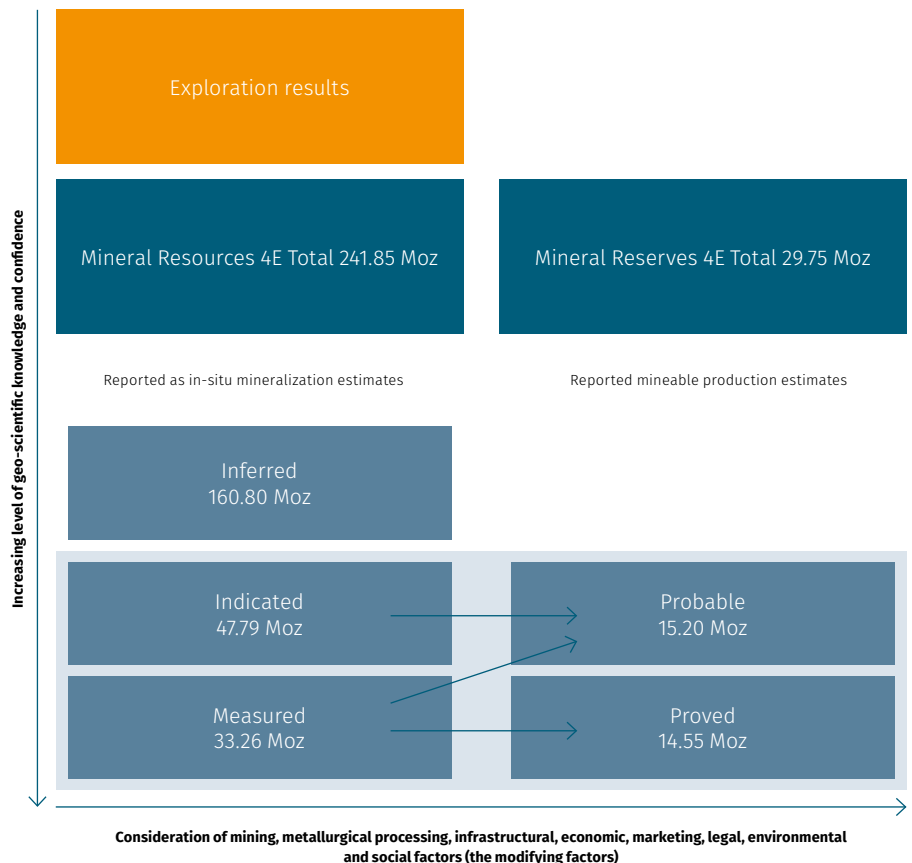 Exploration results
Mineral Resources 4E Total 241.85 Moz
Mineral Reserves 4E Total 29.75 Moz
Reported as in-situ mineralization estimates
Reported mineable production estimates
Inferred
160.80 Moz
Indicated
47.79 Moz
Probable
15.20 Moz
Measured
33.26 Moz
Proved
14.55 Moz
Increasing level of geo-scientific knowledge and confidence
Consideration of mining, metallurgical processing, infrastructural, economic, marketing, legal, environmental
and social factors (the modifying factors)